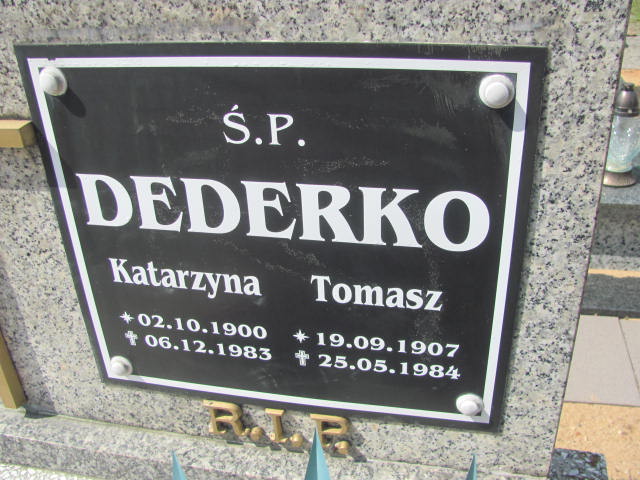 Ś.P.
DEDERKO
Katarzyna Tomasz
* 02.10.1900 * 19.09.1907
✝ 06.12.1983 ✝ 25.05.1984
R.I.P.